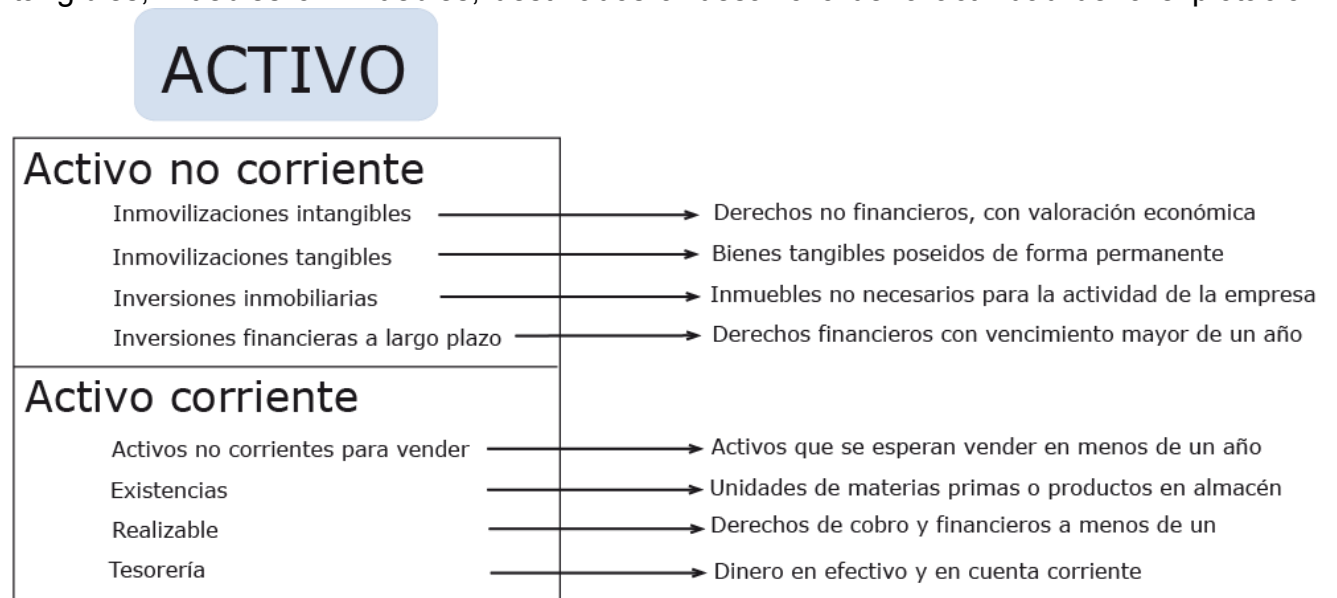 ACTIVO
Activo no corriente
Inmovilizaciones intangibles Derechos no financieros, con valoración económica
Inmovilizaciones tangibles Bienes tangibles poseidos de forma permanente
Inversiones inmobiliarias Inmuebles no necesarios para la actividad de la empresa
Inversiones financieras a largo plazo Derechos financieros con vencimiento mayor de un año
Activo corriente
Activos no corrientes para vender Activos que se esperan vender en menos de un año
Existencias Unidades de materias primas o productos en almacén
Realizable Derechos de cobro y financieros a menos de un
Tesorería Dinero en efectivo y en cuenta corriente